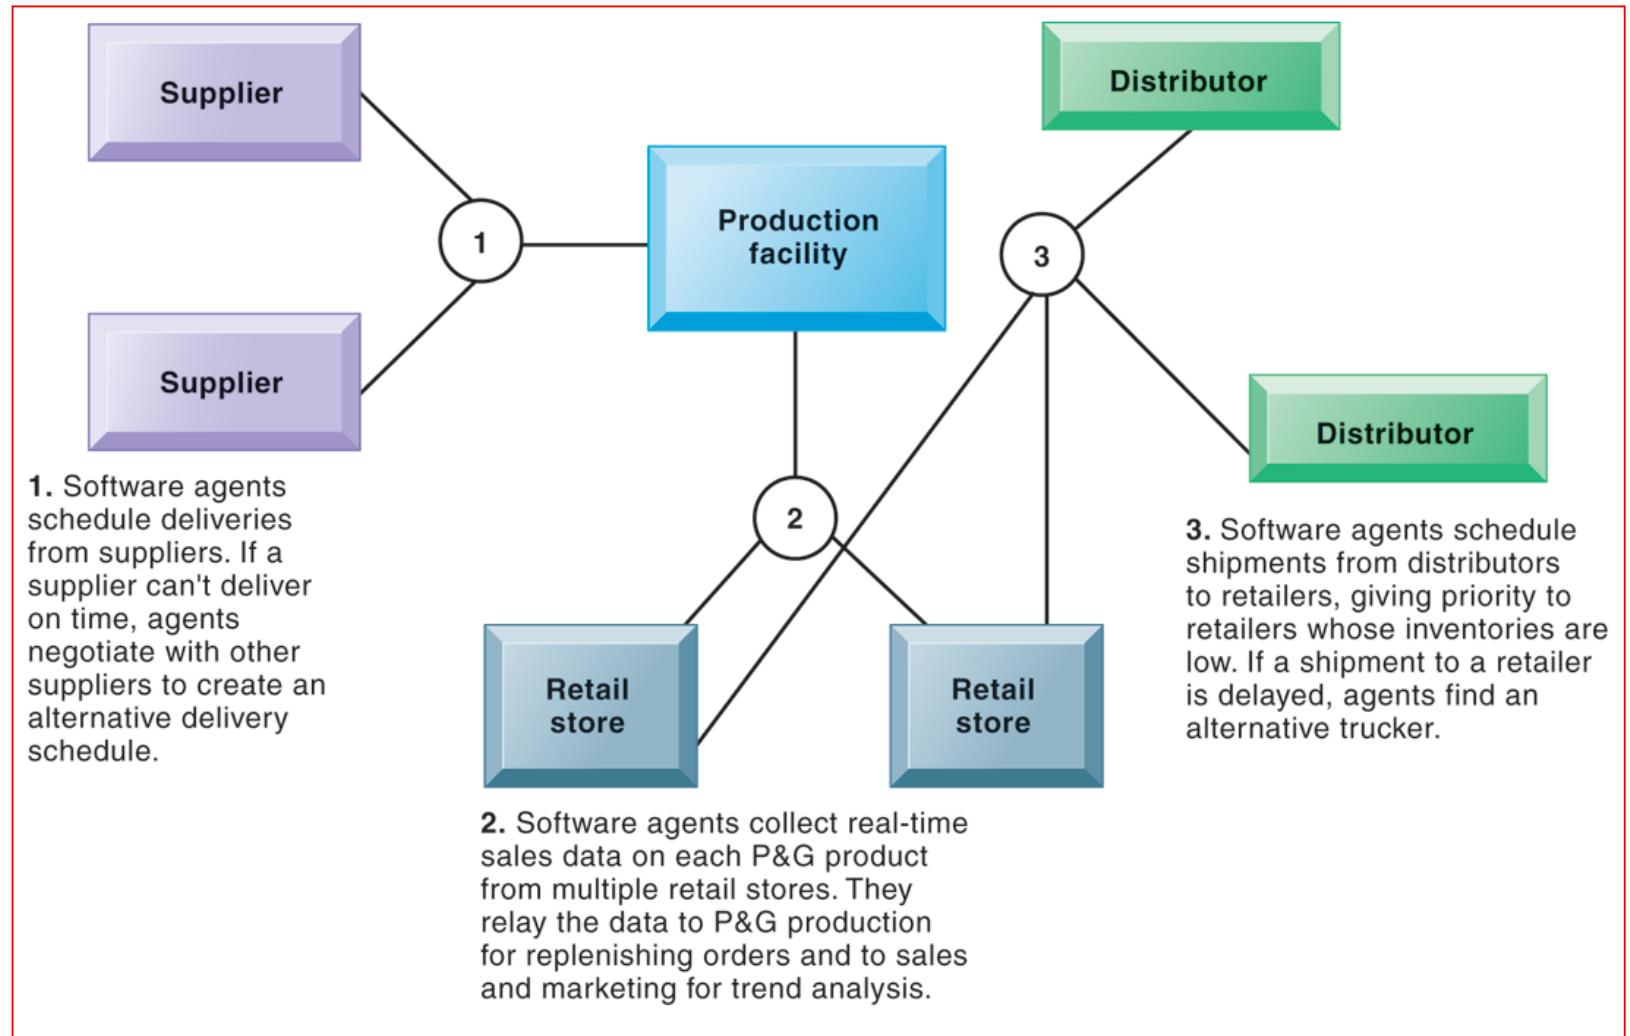 Supplier
Distributor
Production
facility
1
3
Supplier
Distributor
1. Software agents
schedule deliveries
from suppliers. If a
supplier can't deliver
on time, agents
negotiate with other
suppliers to create an
alternative delivery
schedule.
2
3. Software agents schedule
shipments from distributors
to retailers, giving priority to
retailers whose inventories are
low. If a shipment to a retailer
is delayed, agents find an
alternative trucker.
Retail
store
Retail
store
2. Software agents collect real-time
sales data on each P&G product
from multiple retail stores. They
relay the data to P&G production
for replenishing orders and to sales
and marketing for trend analysis.